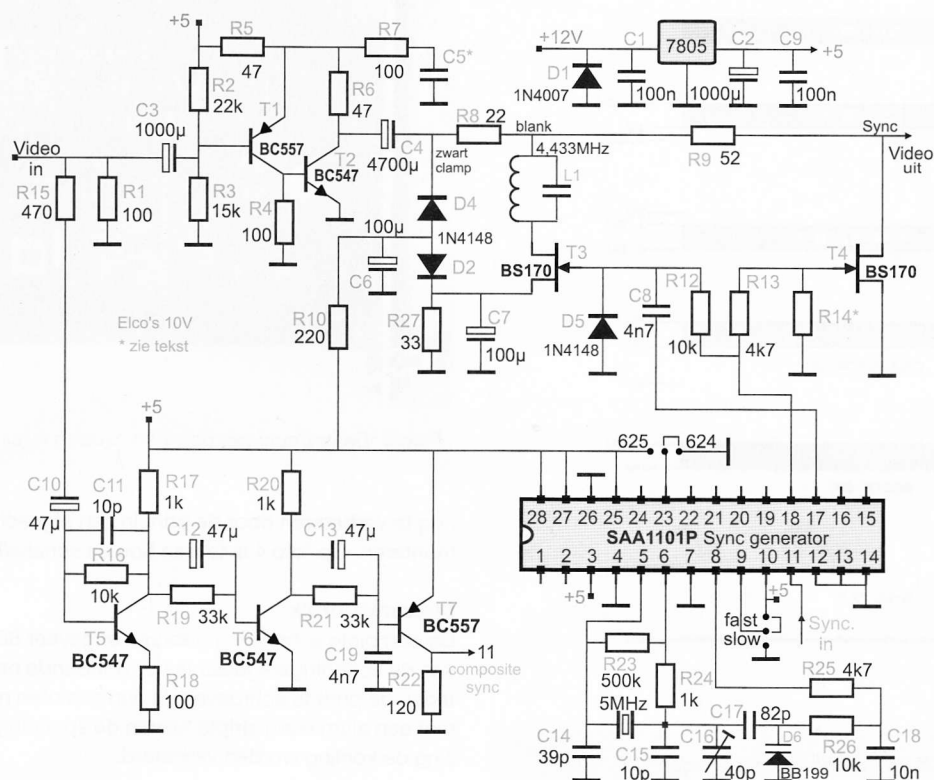 +5
R5
47
R7
100
C5*
R2
22k
R6
47
T1
BC557
C3
1000µ
Video
in
R15
470
R1
100
R3
15k
R4
100
T2
BC547
C4
4700µ
+12V
D1
1N4007
C1
100n
7805
C2
1000µ
C9
100n
+5
R8 22
blank
zwart
clamp
4,433MHz
L1
R9
52
Sync
Video
uit
D4
1N4148
D2
100µ
C6
R10
220
R27
33
C7
100µ
T3
BS170
D5
1N4148
C8
4n7
R12
10k
R13
4k7
R14*
T4
BS170
Elco's 10V
* zie tekst
+5
R17
1k
R20
1k
C10
47µ
C11
10p
C12
47µ
C13
47µ
R16
10k
R19
33k
R21
33k
T5
BC547
T6
BC547
T7
BC557
C19
4n7
R18
100
R22
120
11
composite
sync
625
624
28 27 26 25 24 23 22 21 20 19 18 17 16 15
SAA1101P Sync generator
1 2 3 4 5 6 7 8 9 10 11 12 13 14
+5
+5
fast
slow
Sync.
in
R23
500k
R24
1k
5MHz
C14
39p
C15
10p
C16
40p
C17
82p
D6
BB199
R25
4k7
R26
10k
C18
10n